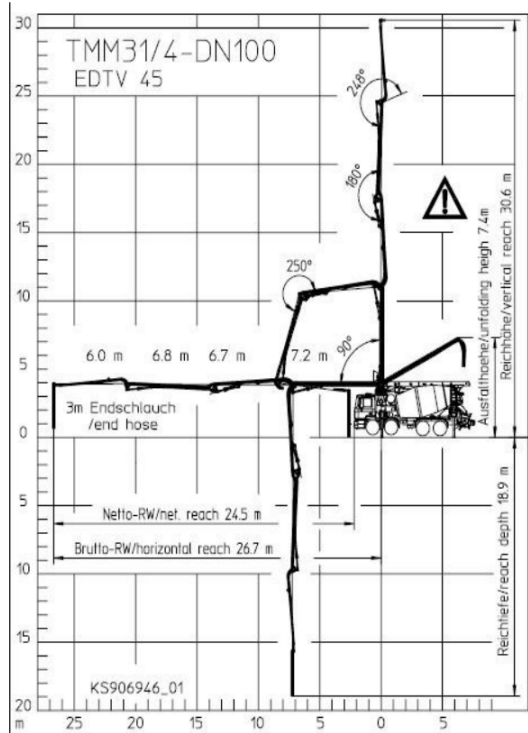 TMM31/4-DN100
EDTV 45
30
25
20
15
10
5
0
5
10
15
20
m
248°
180°
250°
90°
6.0 m
6.8 m
6.7 m
7.2 m
3m Endschlauch
/end hose
Netto-RW/net. reach 24.5 m
Brutto-RW/horizontal reach 26.7 m
Ausfalthoehe/unfolding heigh 7.4m
Reichhöhe/vertical reach 30.6 m
Reichtiefe/reach depth 18.9 m
KS906946_01
25
20
15
10
5
0
5